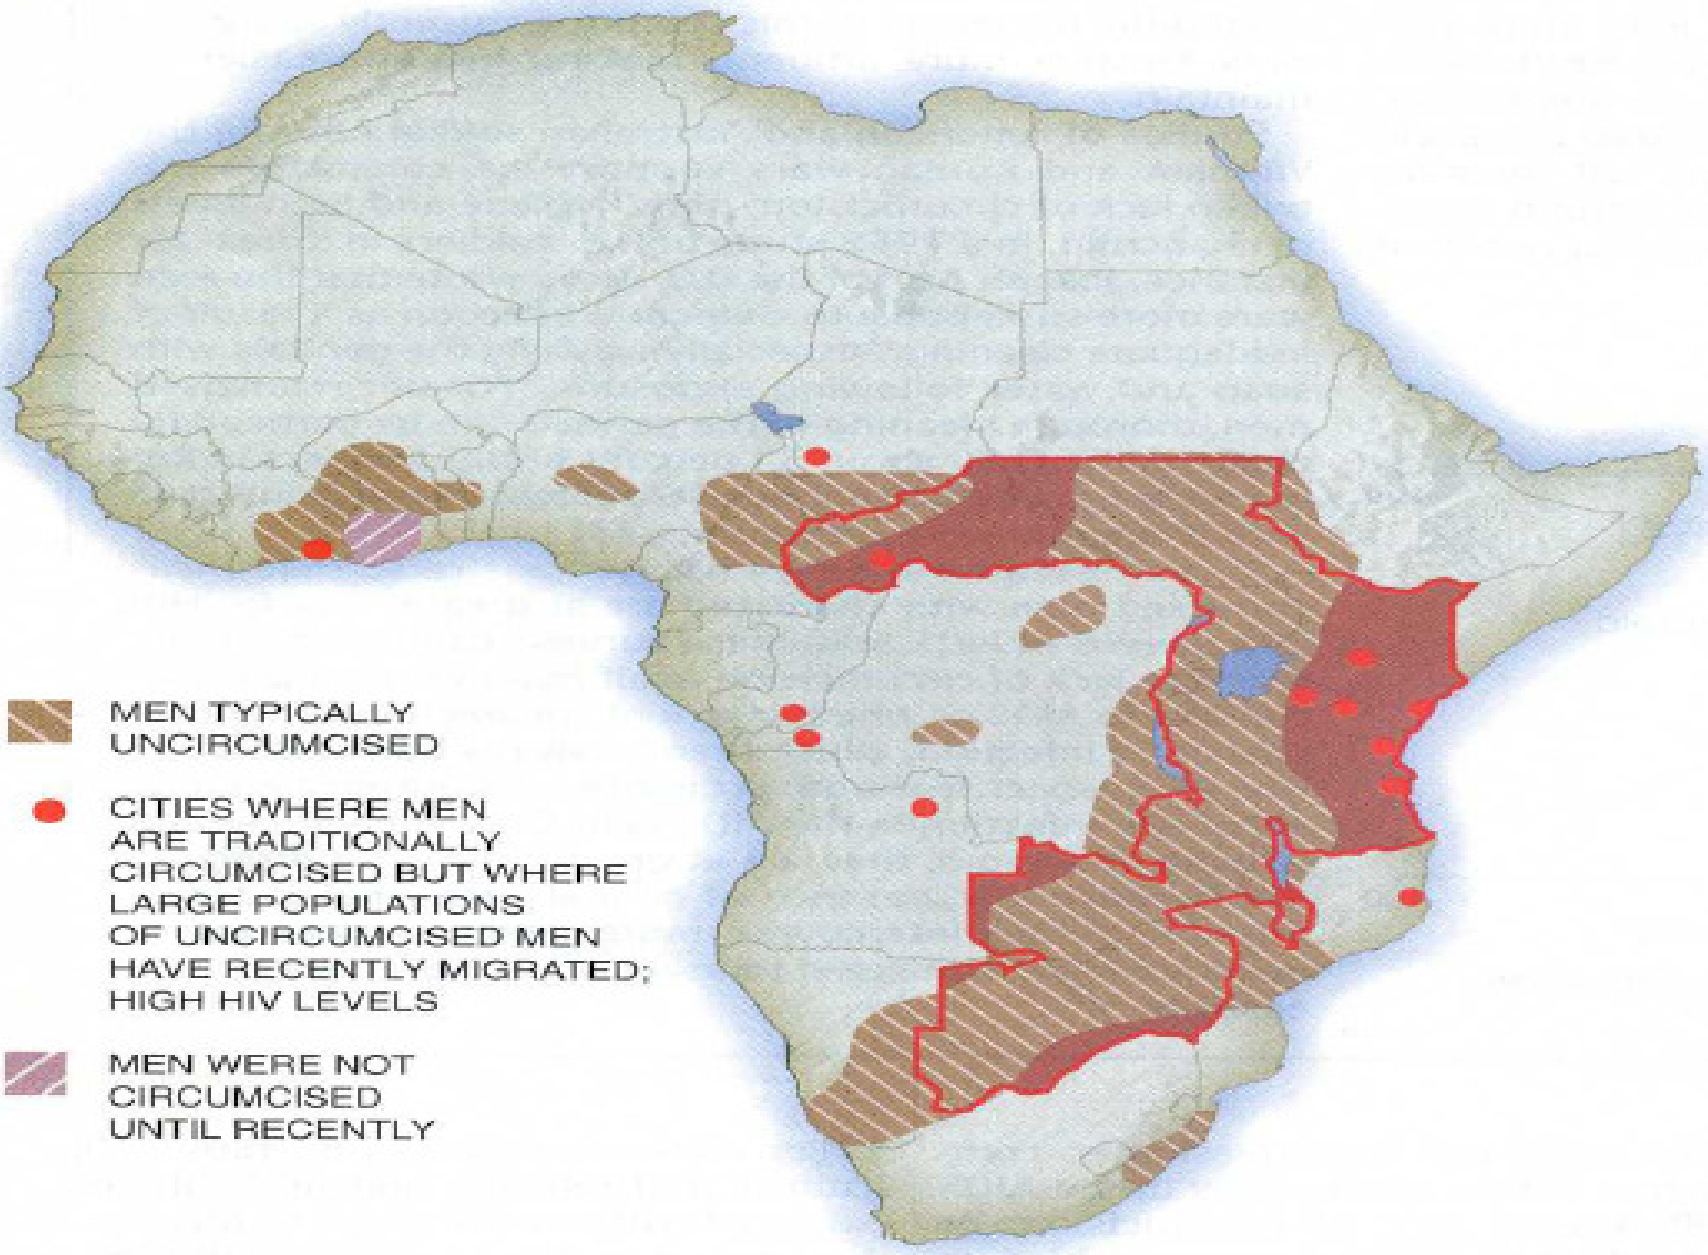 MEN TYPICALLY
UNCIRCUMCISED
CITIES WHERE MEN
ARE TRADITIONALLY
CIRCUMCISED BUT WHERE
LARGE POPULATIONS
OF UNCIRCUMCISED MEN
HAVE RECENTLY MIGRATED;
HIGH HIV LEVELS
MEN WERE NOT
CIRCUMCISED
UNTIL RECENTLY